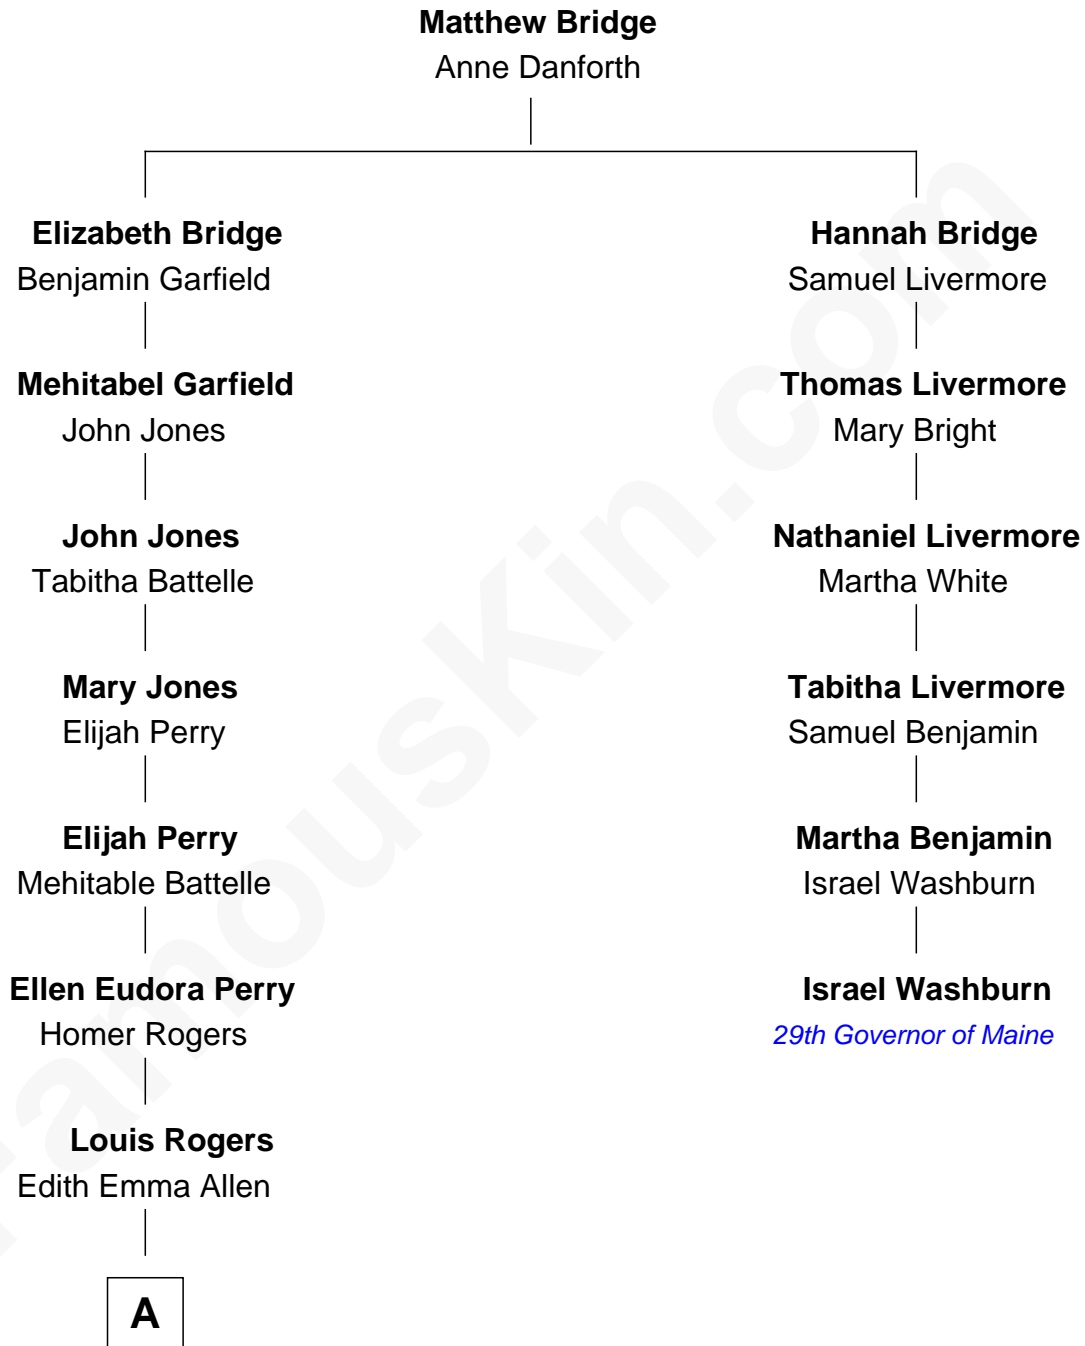 Matthew Bridge
Anne Danforth
Elizabeth Bridge
Benjamin Garfield
Hannah Bridge
Samuel Livermore
Mehitabel Garfield
John Jones
Thomas Livermore
Mary Bright
John Jones
Tabitha Battelle
Nathaniel Livermore
Martha White
Mary Jones
Elijah Perry
Tabitha Livermore
Samuel Benjamin
Elijah Perry
Mehitable Battelle
Martha Benjamin
Israel Washburn
Ellen Eudora Perry
Homer Rogers
Israel Washburn
29th Governor of Maine
Louis Rogers
Edith Emma Allen
A
FamousKin.com